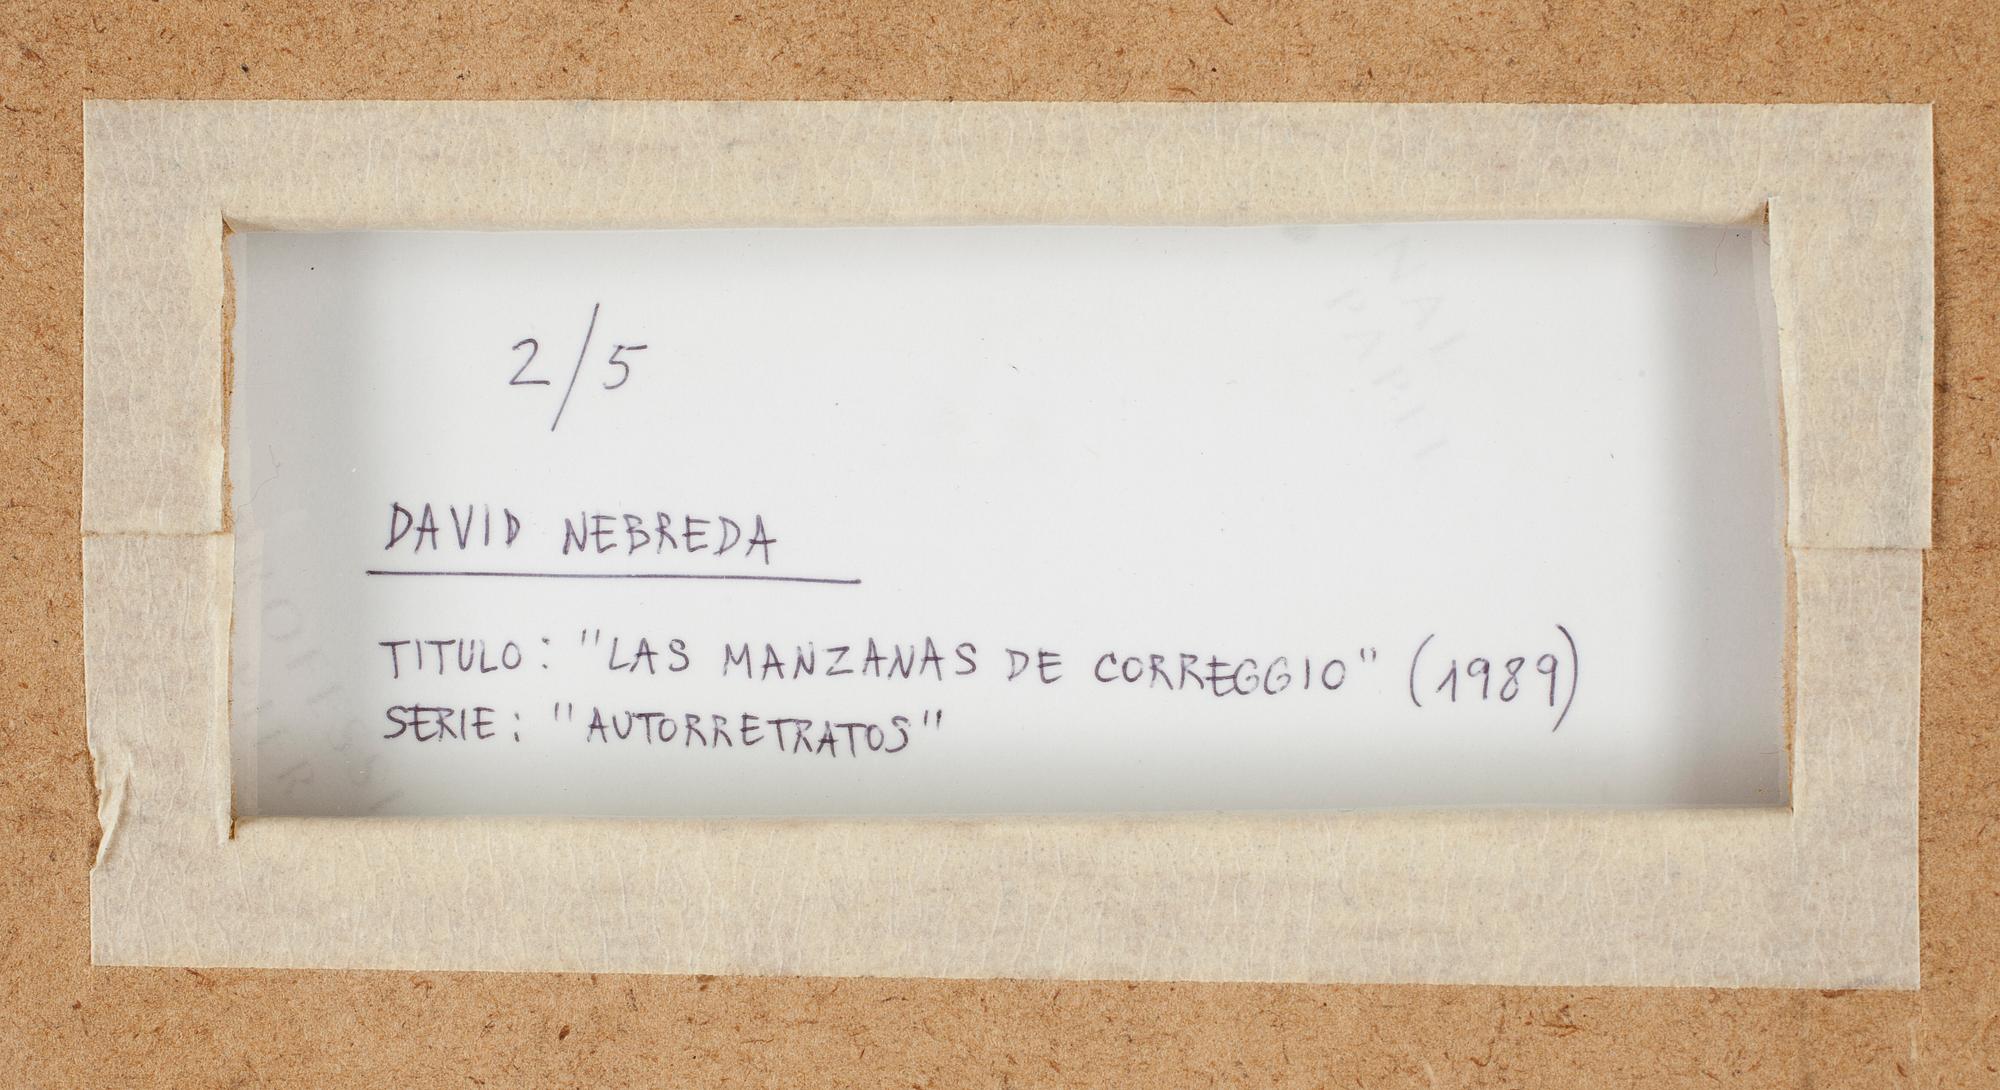 2/5
DAVID NEBREDA
TITULO: "LAS MANZANAS DE CORREGGIO" (1989)
SERIE: "AUTORRETRATOS"